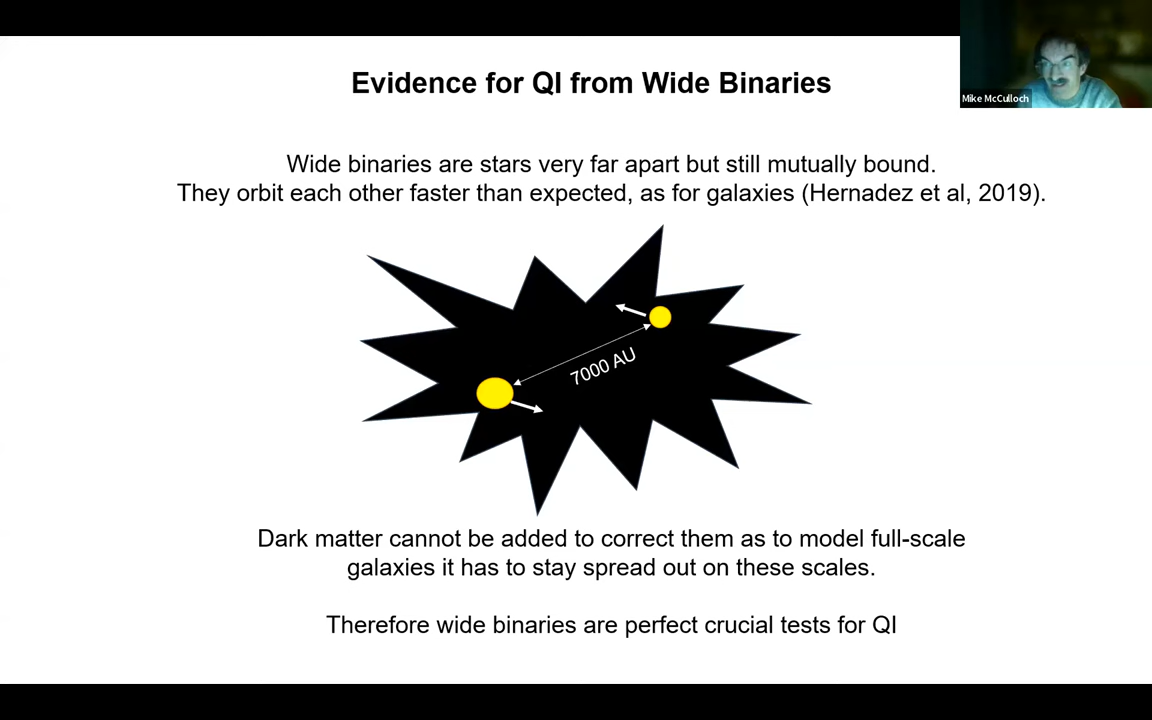 Evidence for QI from Wide Binaries
Mike McCulloch
Wide binaries are stars very far apart but still mutually bound.
They orbit each other faster than expected, as for galaxies (Hernadez et al, 2019).
7000 AU
Dark matter cannot be added to correct them as to model full-scale
galaxies it has to stay spread out on these scales.
Therefore wide binaries are perfect crucial tests for QI